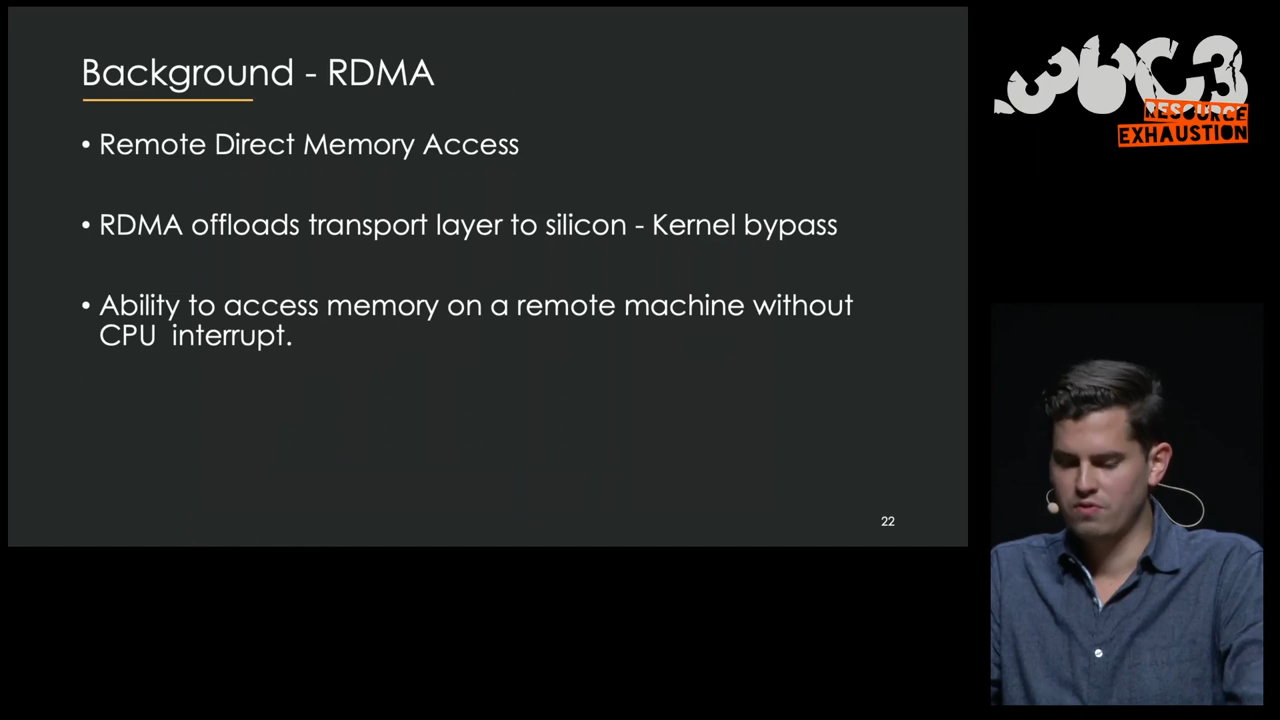 Background - RDMA
• Remote Direct Memory Access
• RDMA offloads transport layer to silicon - Kernel bypass
• Ability to access memory on a remote machine without
CPU  interrupt.
22
36C3
RESOURCE
EXHAUSTION